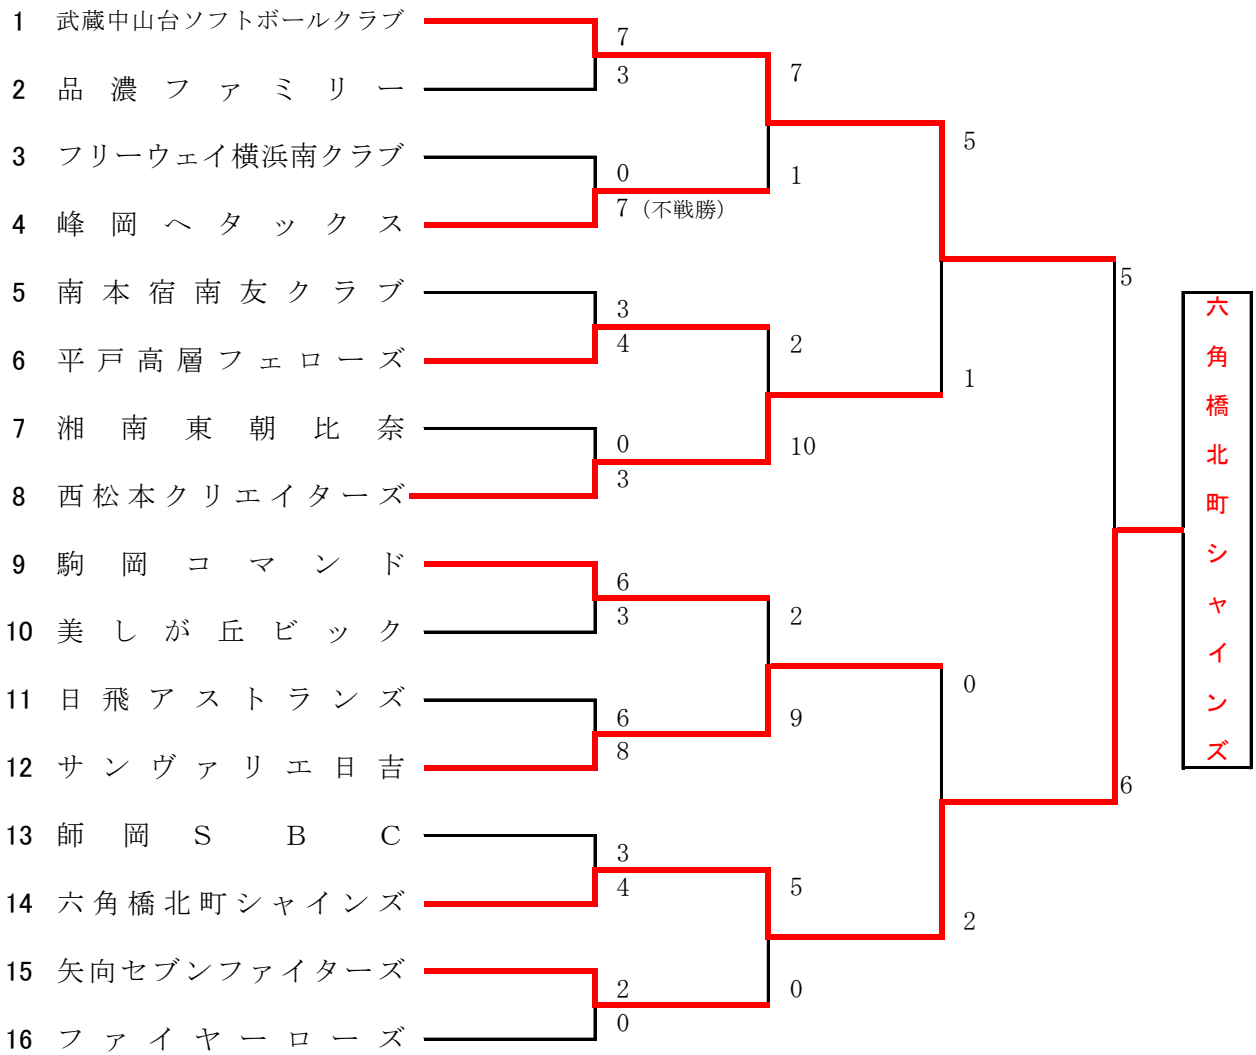 1 武蔵中山台ソフトボールクラブ
7
3
2 品濃ファミリー
7
3 フリーウェイ横浜南クラブ
0
7 (不戦勝)
1
4 峰岡ヘタックス
5
5 南本宿南友クラブ
3
4
6 平戸高層フェローズ
2
7 湘南東朝比奈
0
3
10
8 西松本クリエイターズ
1
5
9 駒岡コマンド
6
3
10 美しが丘ビック
2
11 日飛アストランズ
6
8
9
12 サンヴァリエ日吉
0
6
13 師岡SBC
3
4
14 六角橋北町シャインズ
5
2
15 矢向セブンファイターズ
2
0
0
16 ファイヤーローズ
六角橋北町シャインズ